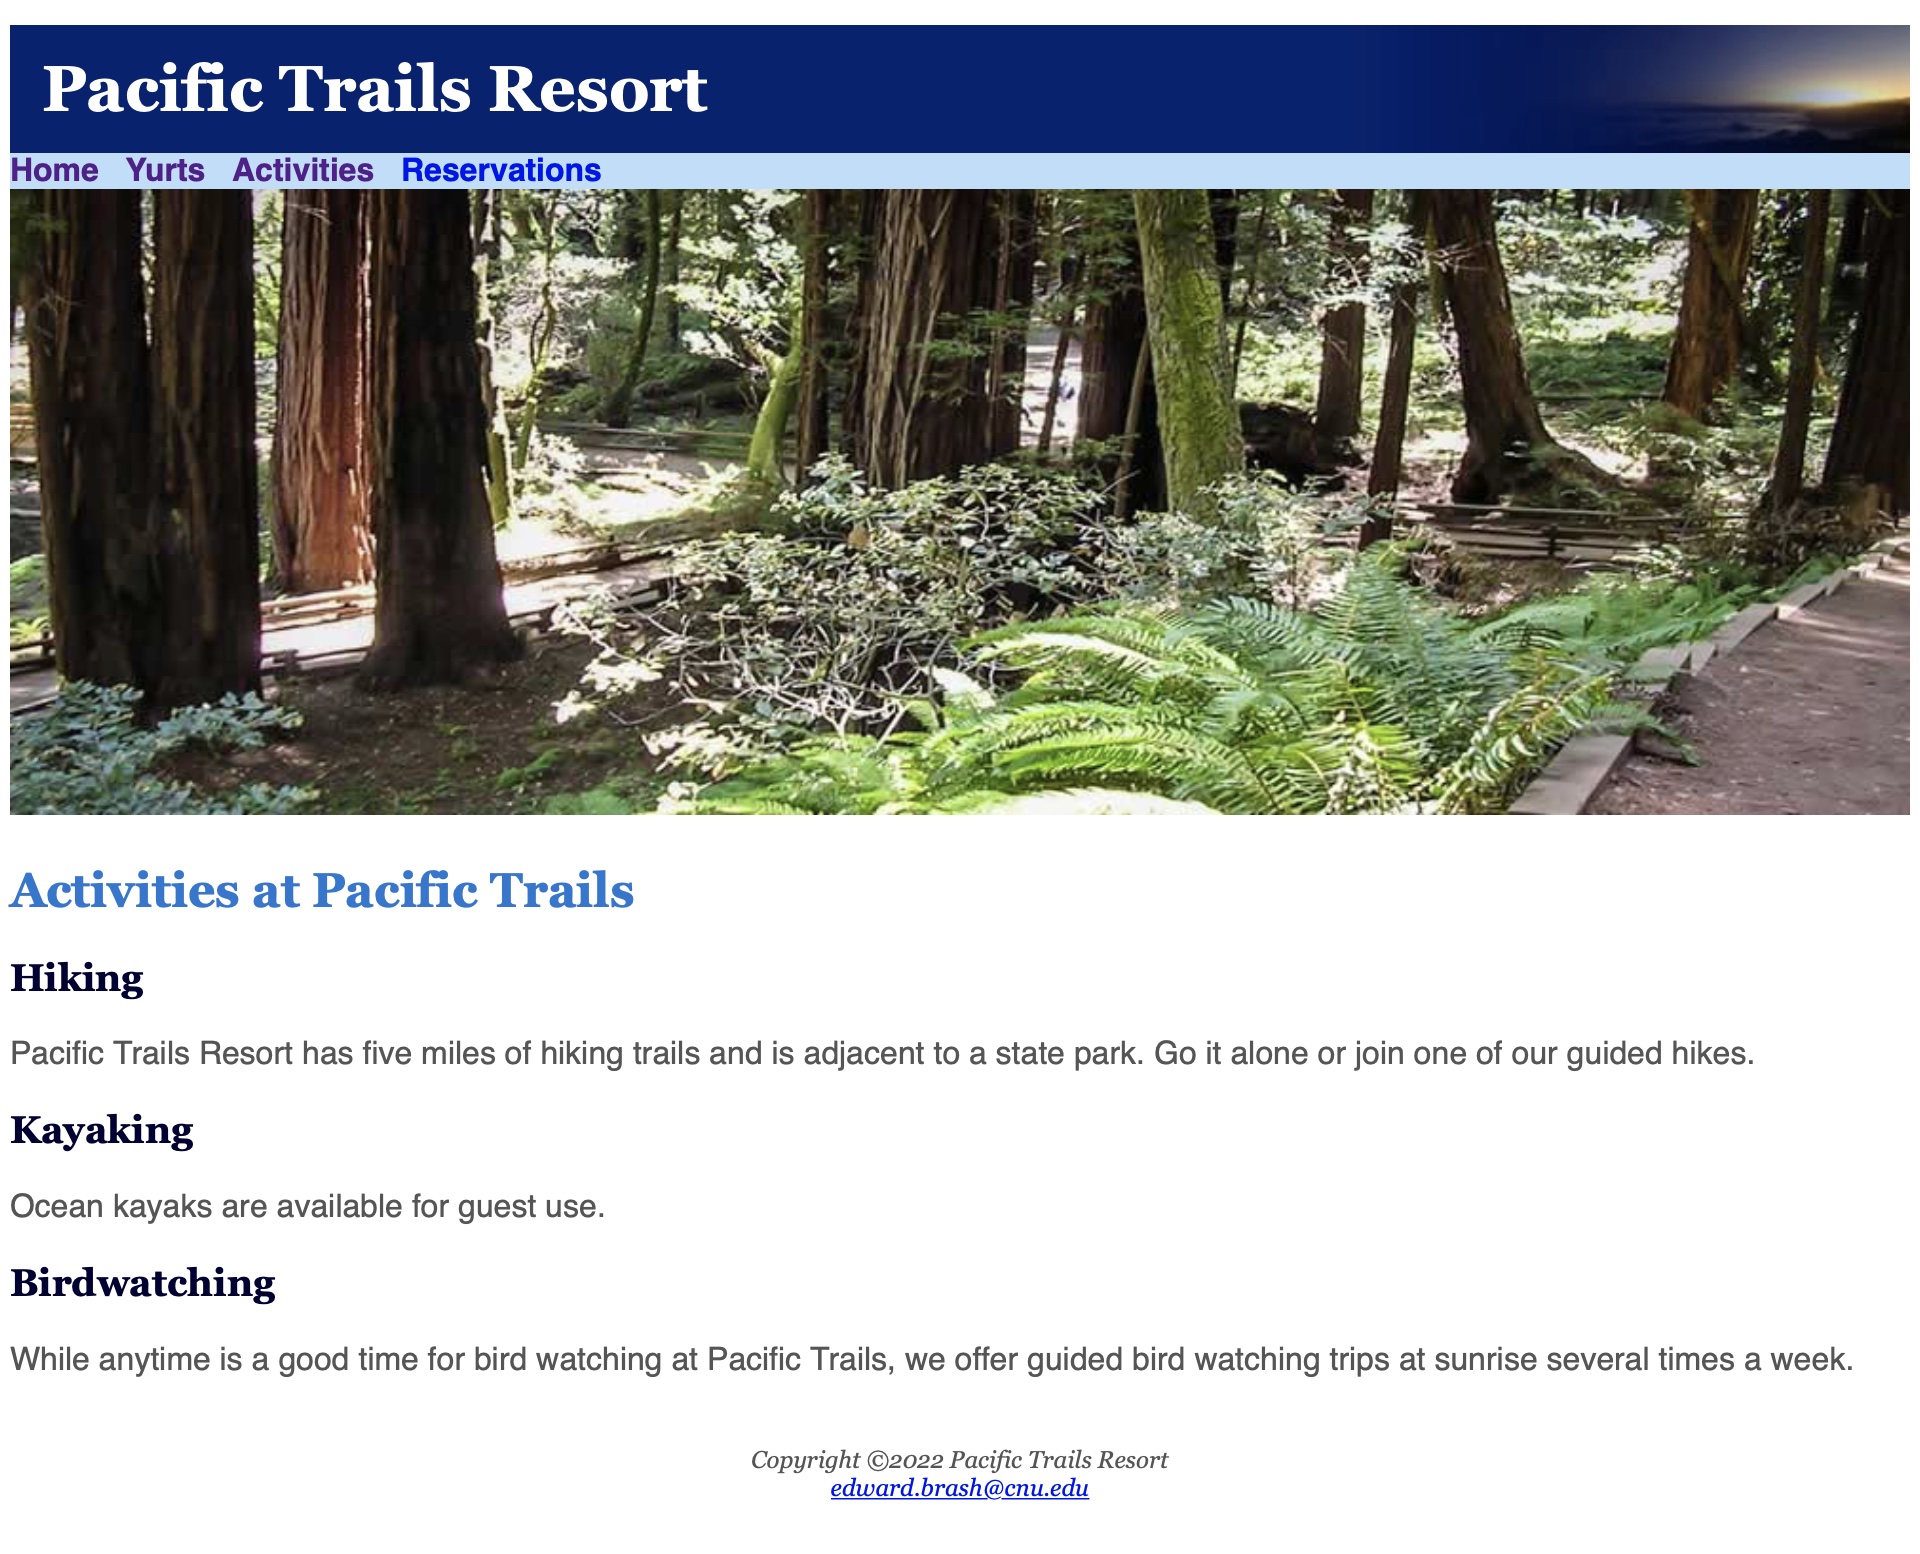 Pacific Trails Resort
Home Yurts Activities Reservations
Activities at Pacific Trails
Hiking
Pacific Trails Resort has five miles of hiking trails and is adjacent to a state park. Go it alone or join one of our guided hikes.
Kayaking
Ocean kayaks are available for guest use.
Birdwatching
While anytime is a good time for bird watching at Pacific Trails, we offer guided bird watching trips at sunrise several times a week.
Copyright ©2022 Pacific Trails Resort
edward.brash@cnu.edu